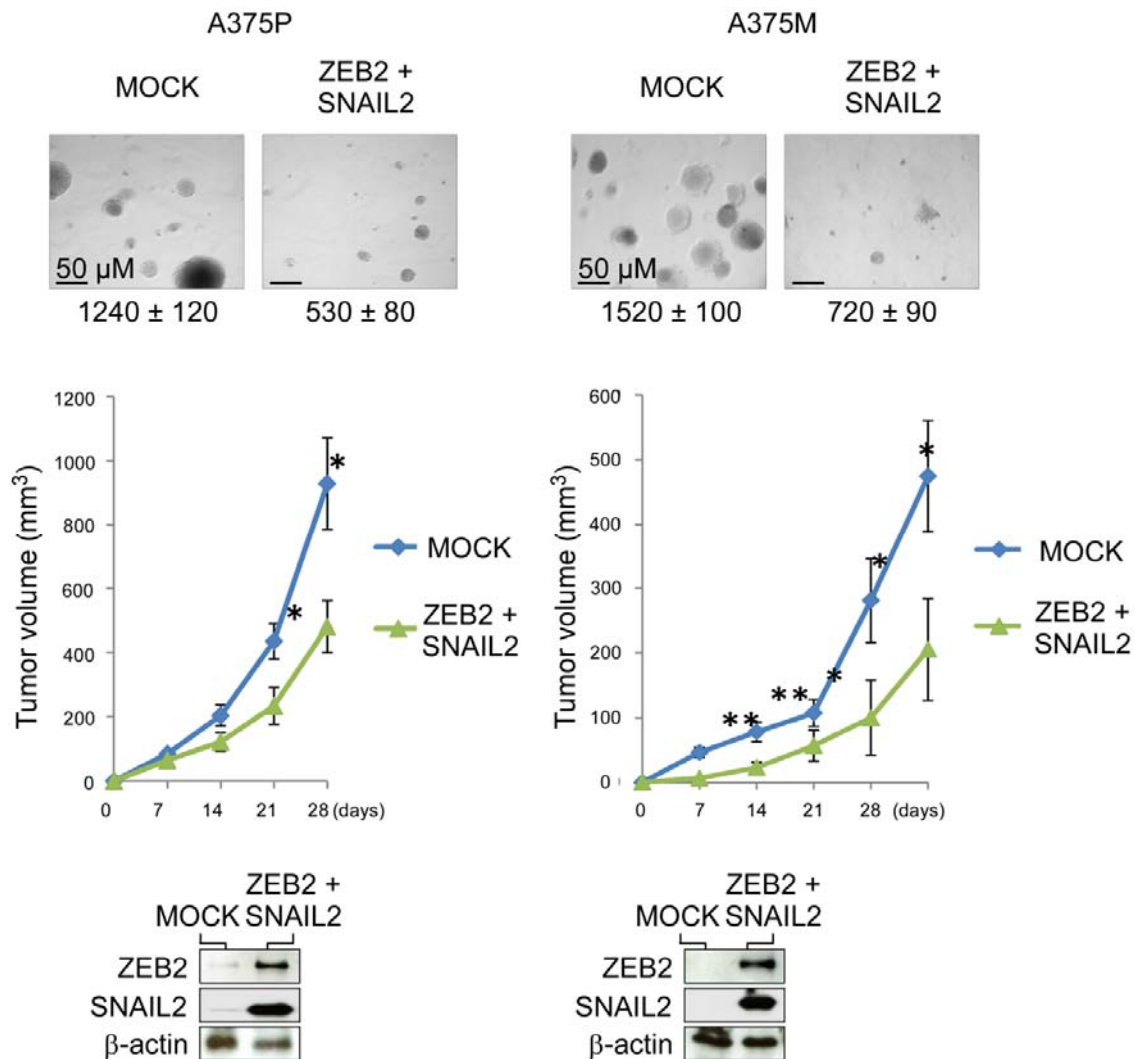 A375P
A375M
MOCK
ZEB2 +
SNAIL2
MOCK
ZEB2 +
SNAIL2
50 µM
50 µM
1240 ± 120
530 ± 80
1520 ± 100
720 ± 90
Tumor volume (mm³)
1200
1000
800
600
400
200
0
0 7 14 21 28 (days)
*
*
MOCK
ZEB2 +
SNAIL2
Tumor volume (mm³)
600
500
400
300
200
100
0
0 7 14 21 28 (days)
**
**
*
*
*
MOCK
ZEB2 +
SNAIL2
ZEB2 +
MOCK SNAIL2
ZEB2
SNAIL2
β-actin
ZEB2 +
MOCK SNAIL2
ZEB2
SNAIL2
β-actin